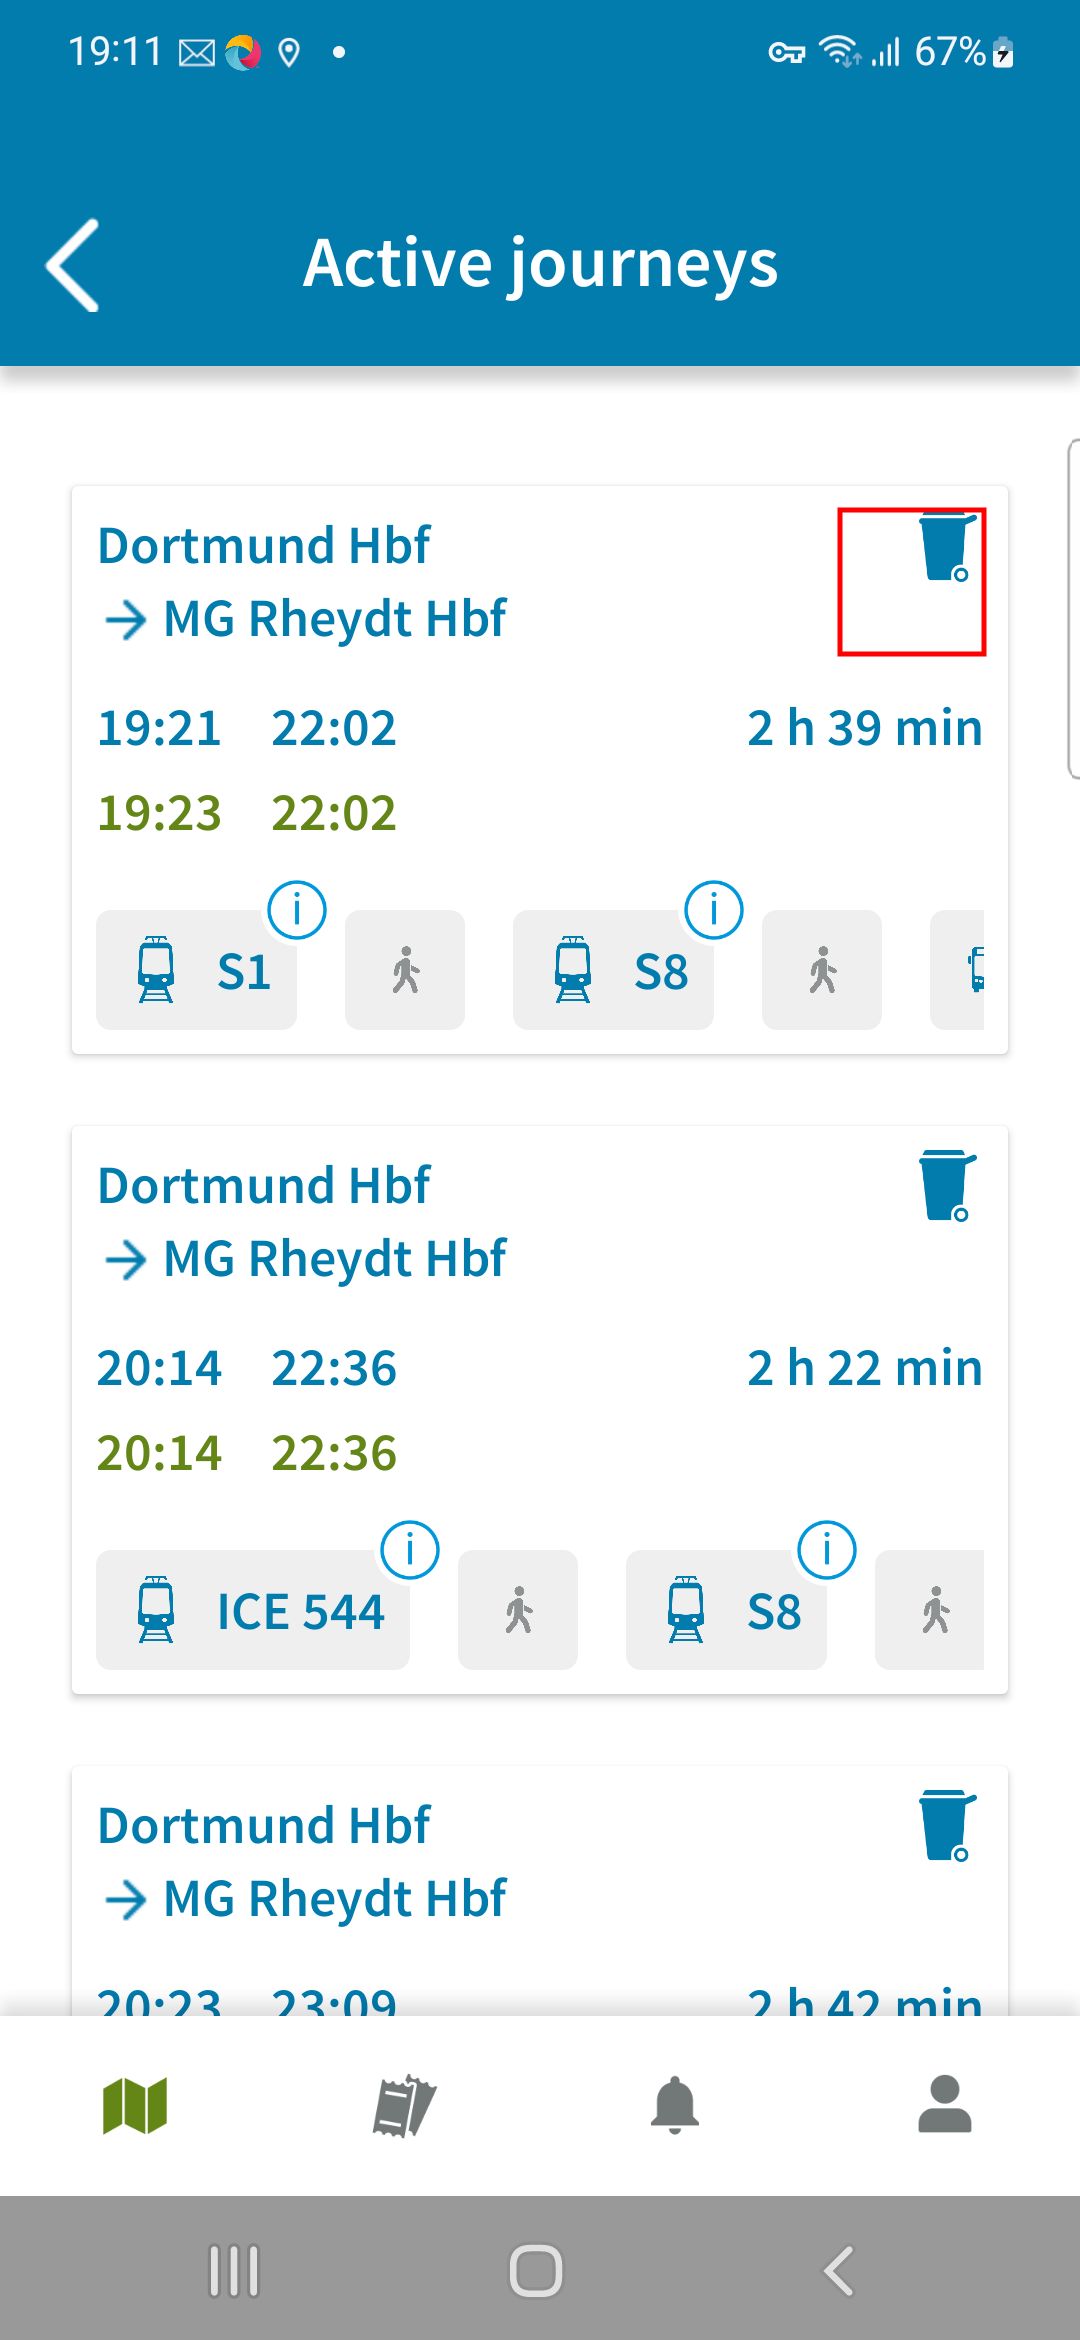 19:11
67%
Active journeys
Dortmund Hbf
→ MG Rheydt Hbf
19:21 22:02 2 h 39 min
19:23 22:02
S1 S8
Dortmund Hbf
→ MG Rheydt Hbf
20:14 22:36 2 h 22 min
20:14 22:36
ICE 544 S8
Dortmund Hbf
→ MG Rheydt Hbf
20:23 23:09 2 h 42 min